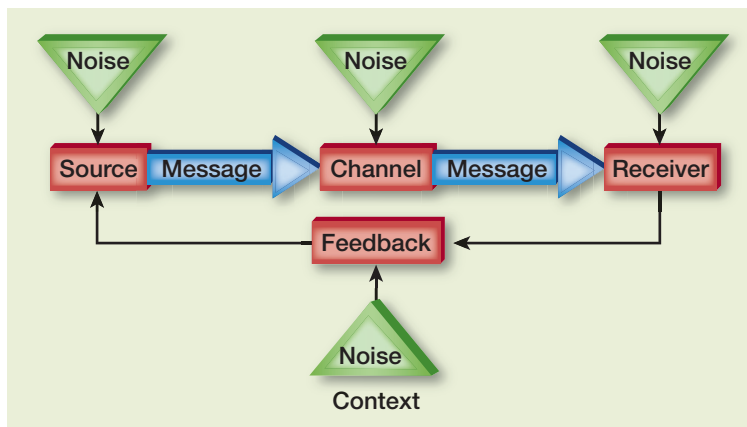 Noise Noise Noise
Source Message Channel Message Receiver
Feedback
Noise
Context